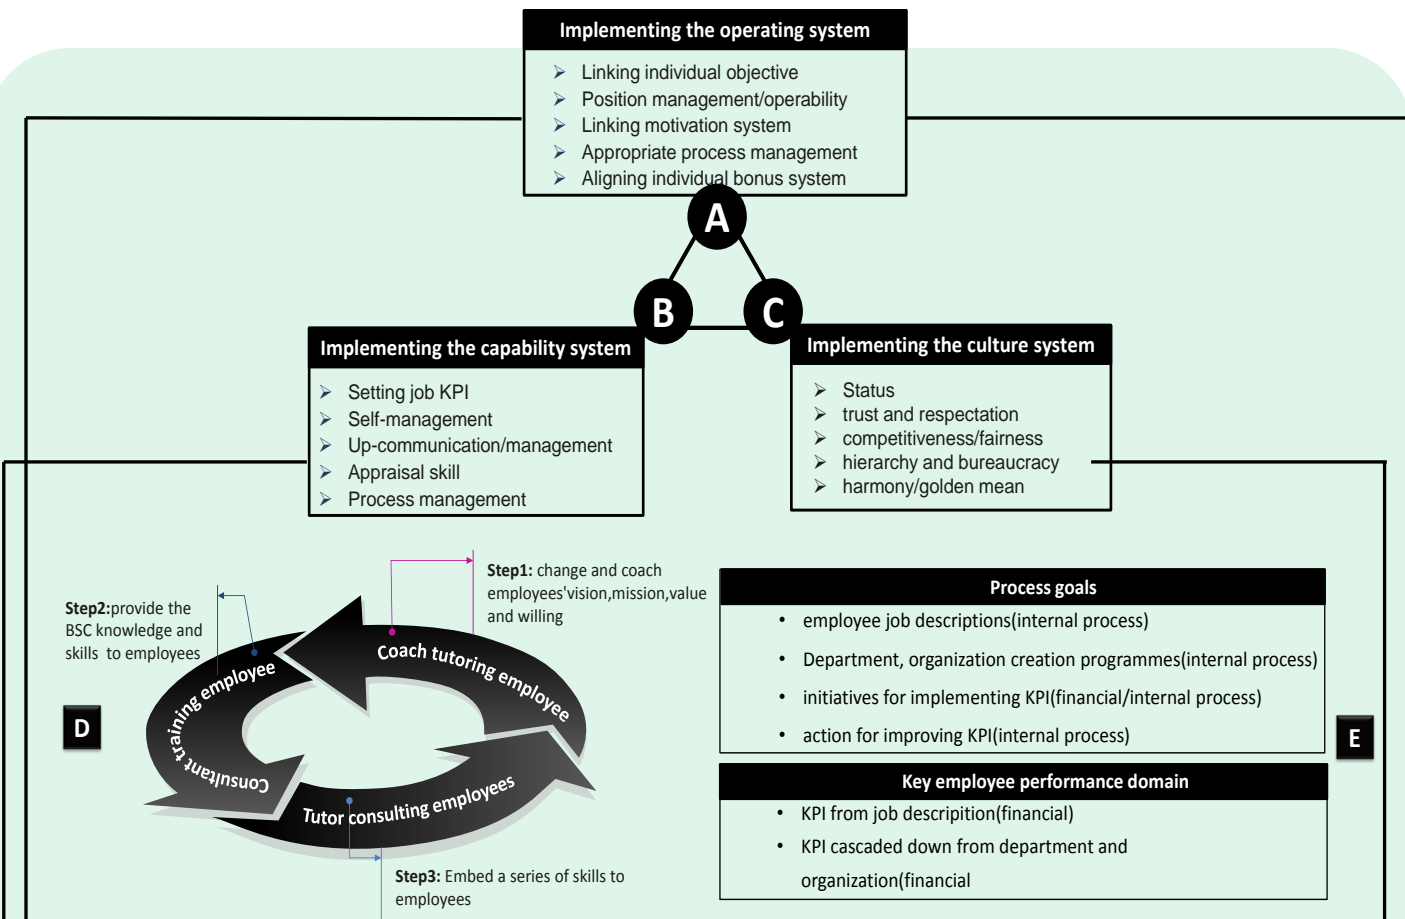 Implementing the operating system
Linking individual objective
Position management/operability
Linking motivation system
Appropriate process management
Aligning individual bonus system
A
B
C
Implementing the capability system
Setting job KPI
Self-management
Up-communication/management
Appraisal skill
Process management
Implementing the culture system
Status
trust and respectation
competitiveness/fairness
hierarchy and bureaucracy
harmony/golden mean
Step1: change and coach
employees'vision,mission,value
and willing
Step2:provide the
BSC knowledge and
skills to employees
Coach tutoring employee
Consultant training employee
Tutor consulting employees
D
Step3: Embed a series of skills to
employees
Process goals
• employee job descriptions(internal process)
• Department, organization creation programmes(internal process)
• initiatives for implementing KPI(financial/internal process)
• action for improving KPI(internal process)
E
Key employee performance domain
• KPI from job descripition(financial)
• KPI cascaded down from department and
organization(financial